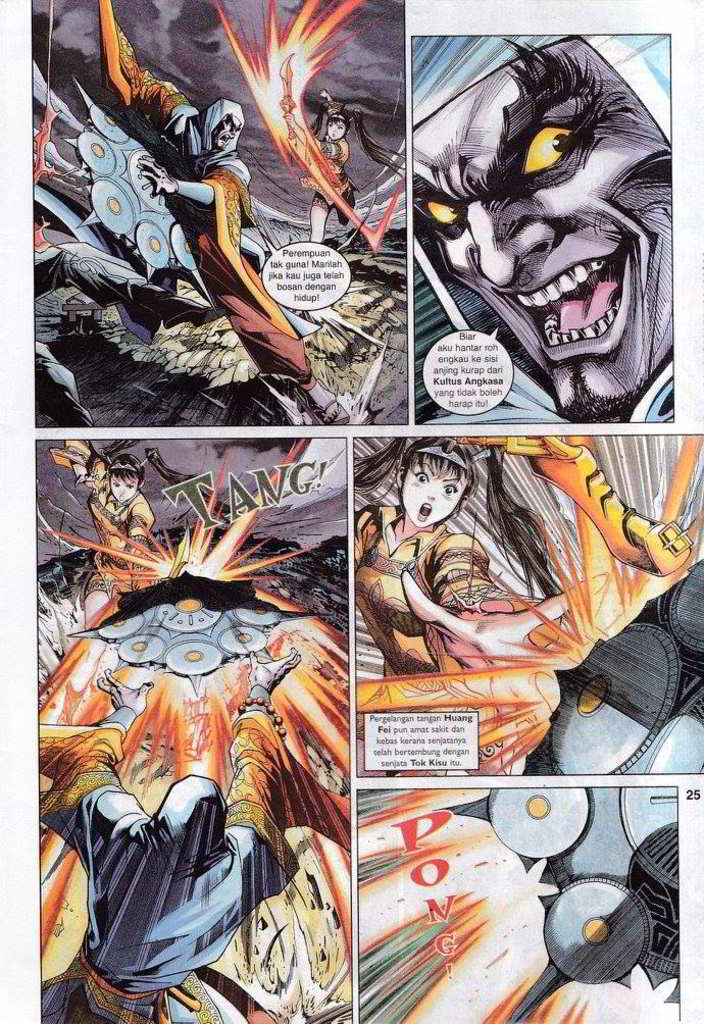 Perempuan
tak guna! Marilah
jika kau juga telah
bosan dengan
hidup!
Biar
aku hantar roh
engkau ke sisi
anjing kurap dari
Kultus Angkasa
yang tidak boleh
harap itu!
TANG!
Pergelangan tangan Huang
Fei pun amat sakit dan
kebas kerana senjatanya
telah bertembung dengan
senjata Tok Kisu itu.
25
PONG!